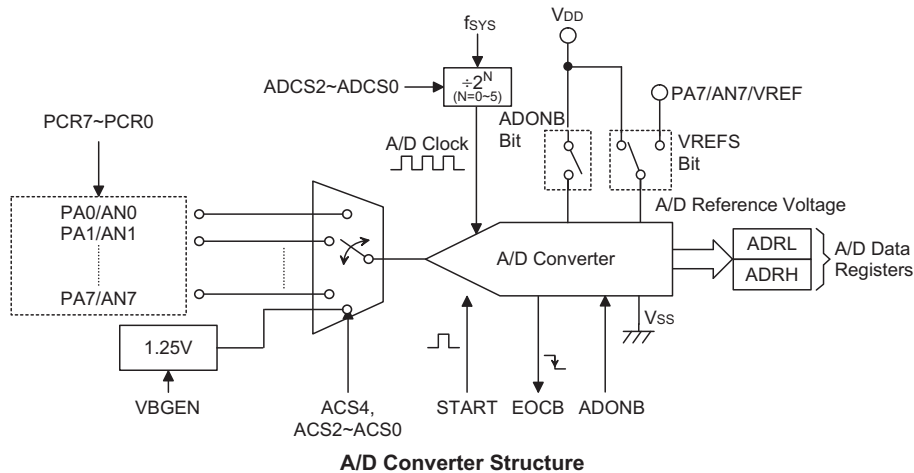 fSYS
VDD
ADCS2~ADCS0
÷2^N
(N=0~5)
PA7/AN7/VREF
PCR7~PCR0
ADONB
Bit
VREFS
Bit
A/D Clock
A/D Reference Voltage
PA0/AN0
PA1/AN1
PA7/AN7
A/D Converter
ADRL
ADRH
A/D Data
Registers
1.25V
VSS
VBGEN
ACS4,
ACS2~ACS0
START
EOCB
ADONB
A/D Converter Structure